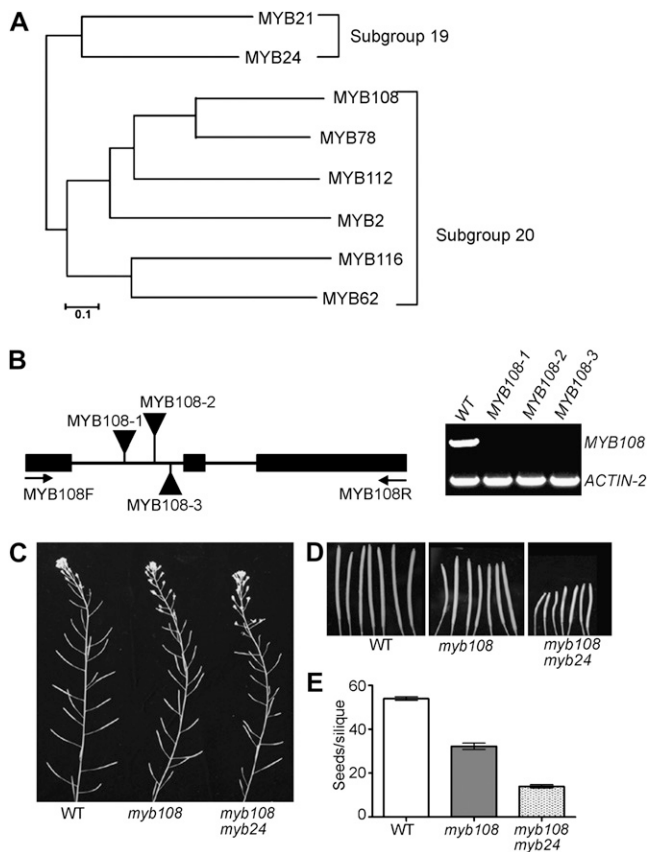 A
MYB21
Subgroup 19
MYB24
MYB108
MYB78
MYB112
MYB2
Subgroup 20
MYB116
MYB62
0.1
B
MYB108-1
MYB108-2
MYB108F
MYB108-3
MYB108R
WT
MYB108-1
MYB108-2
MYB108-3
MYB108
ACTIN-2
C
WT
myb108
myb108
myb24
D
WT
myb108
myb108
myb24
E
Seeds/silique
60
40
20
0
WT
myb108
myb108
myb24